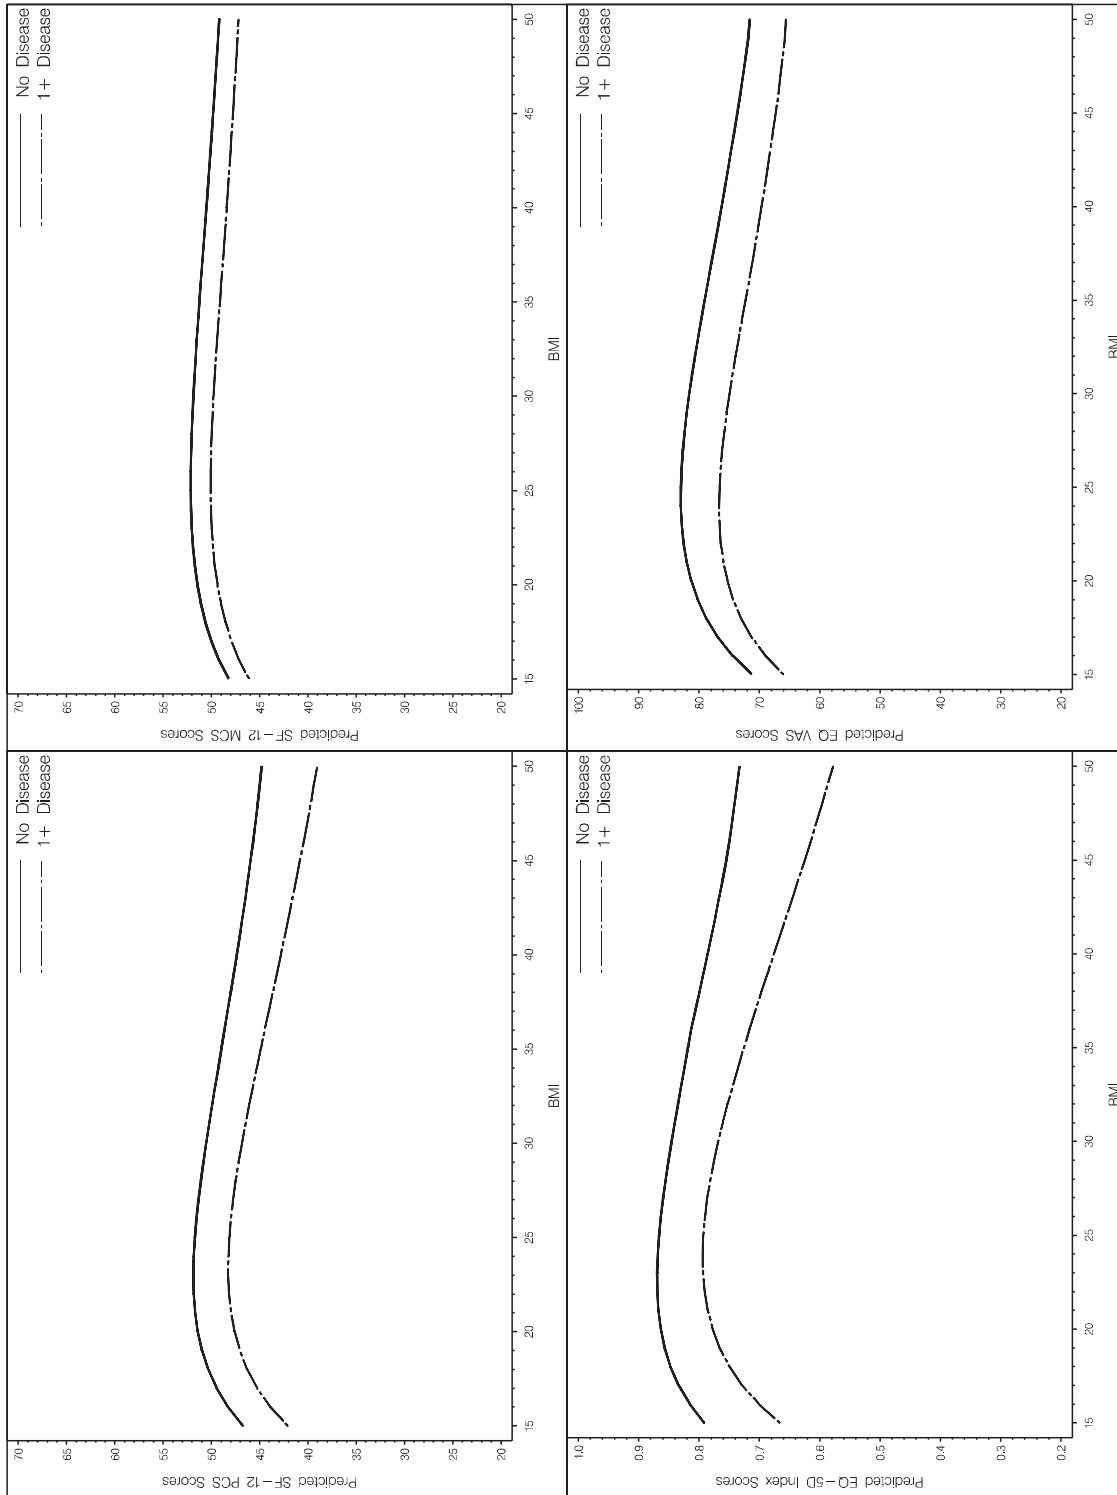 Predicted SF-12 PCS Scores
70
65
60
55
50
45
40
35
30
25
20
No Disease
1+ Disease
15 20 25 30 35 40 45 50
BMI
Predicted SF-12 MCS Scores
70
65
60
55
50
45
40
35
30
25
20
No Disease
1+ Disease
15 20 25 30 35 40 45 50
BMI
Predicted EQ-5D Index Scores
1.0
0.9
0.8
0.7
0.6
0.5
0.4
0.3
0.2
No Disease
1+ Disease
15 20 25 30 35 40 45 50
BMI
Predicted EQ VAS Scores
100
90
80
70
60
50
40
30
20
No Disease
1+ Disease
15 20 25 30 35 40 45 50
BMI